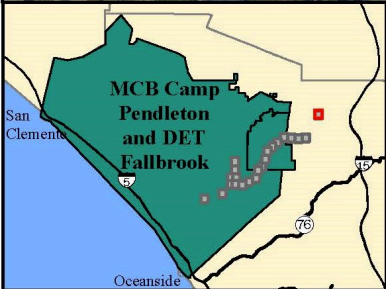 MCB Camp
Pendleton
and DET
Fallbrook
San
Clemente
5
15
76
Oceanside